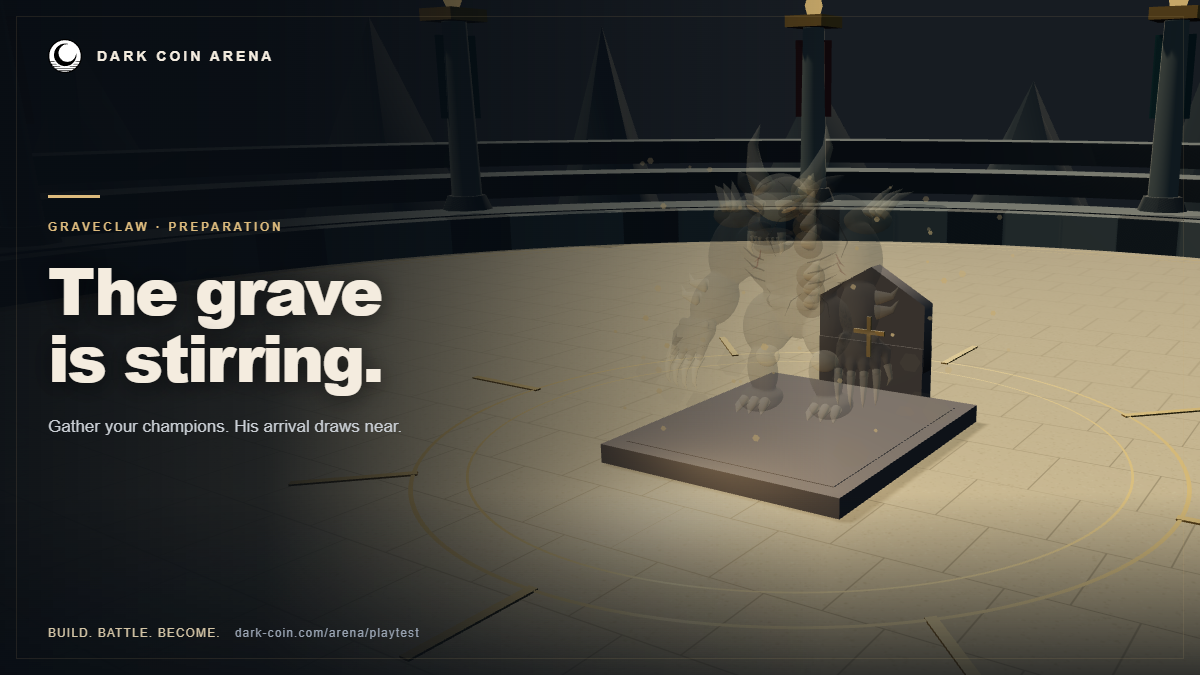 DARK COIN ARENA
GRAVECLAW · PREPARATION
The grave
is stirring.
Gather your champions. His arrival draws near.
BUILD. BATTLE. BECOME. dark-coin.com/arena/playtest